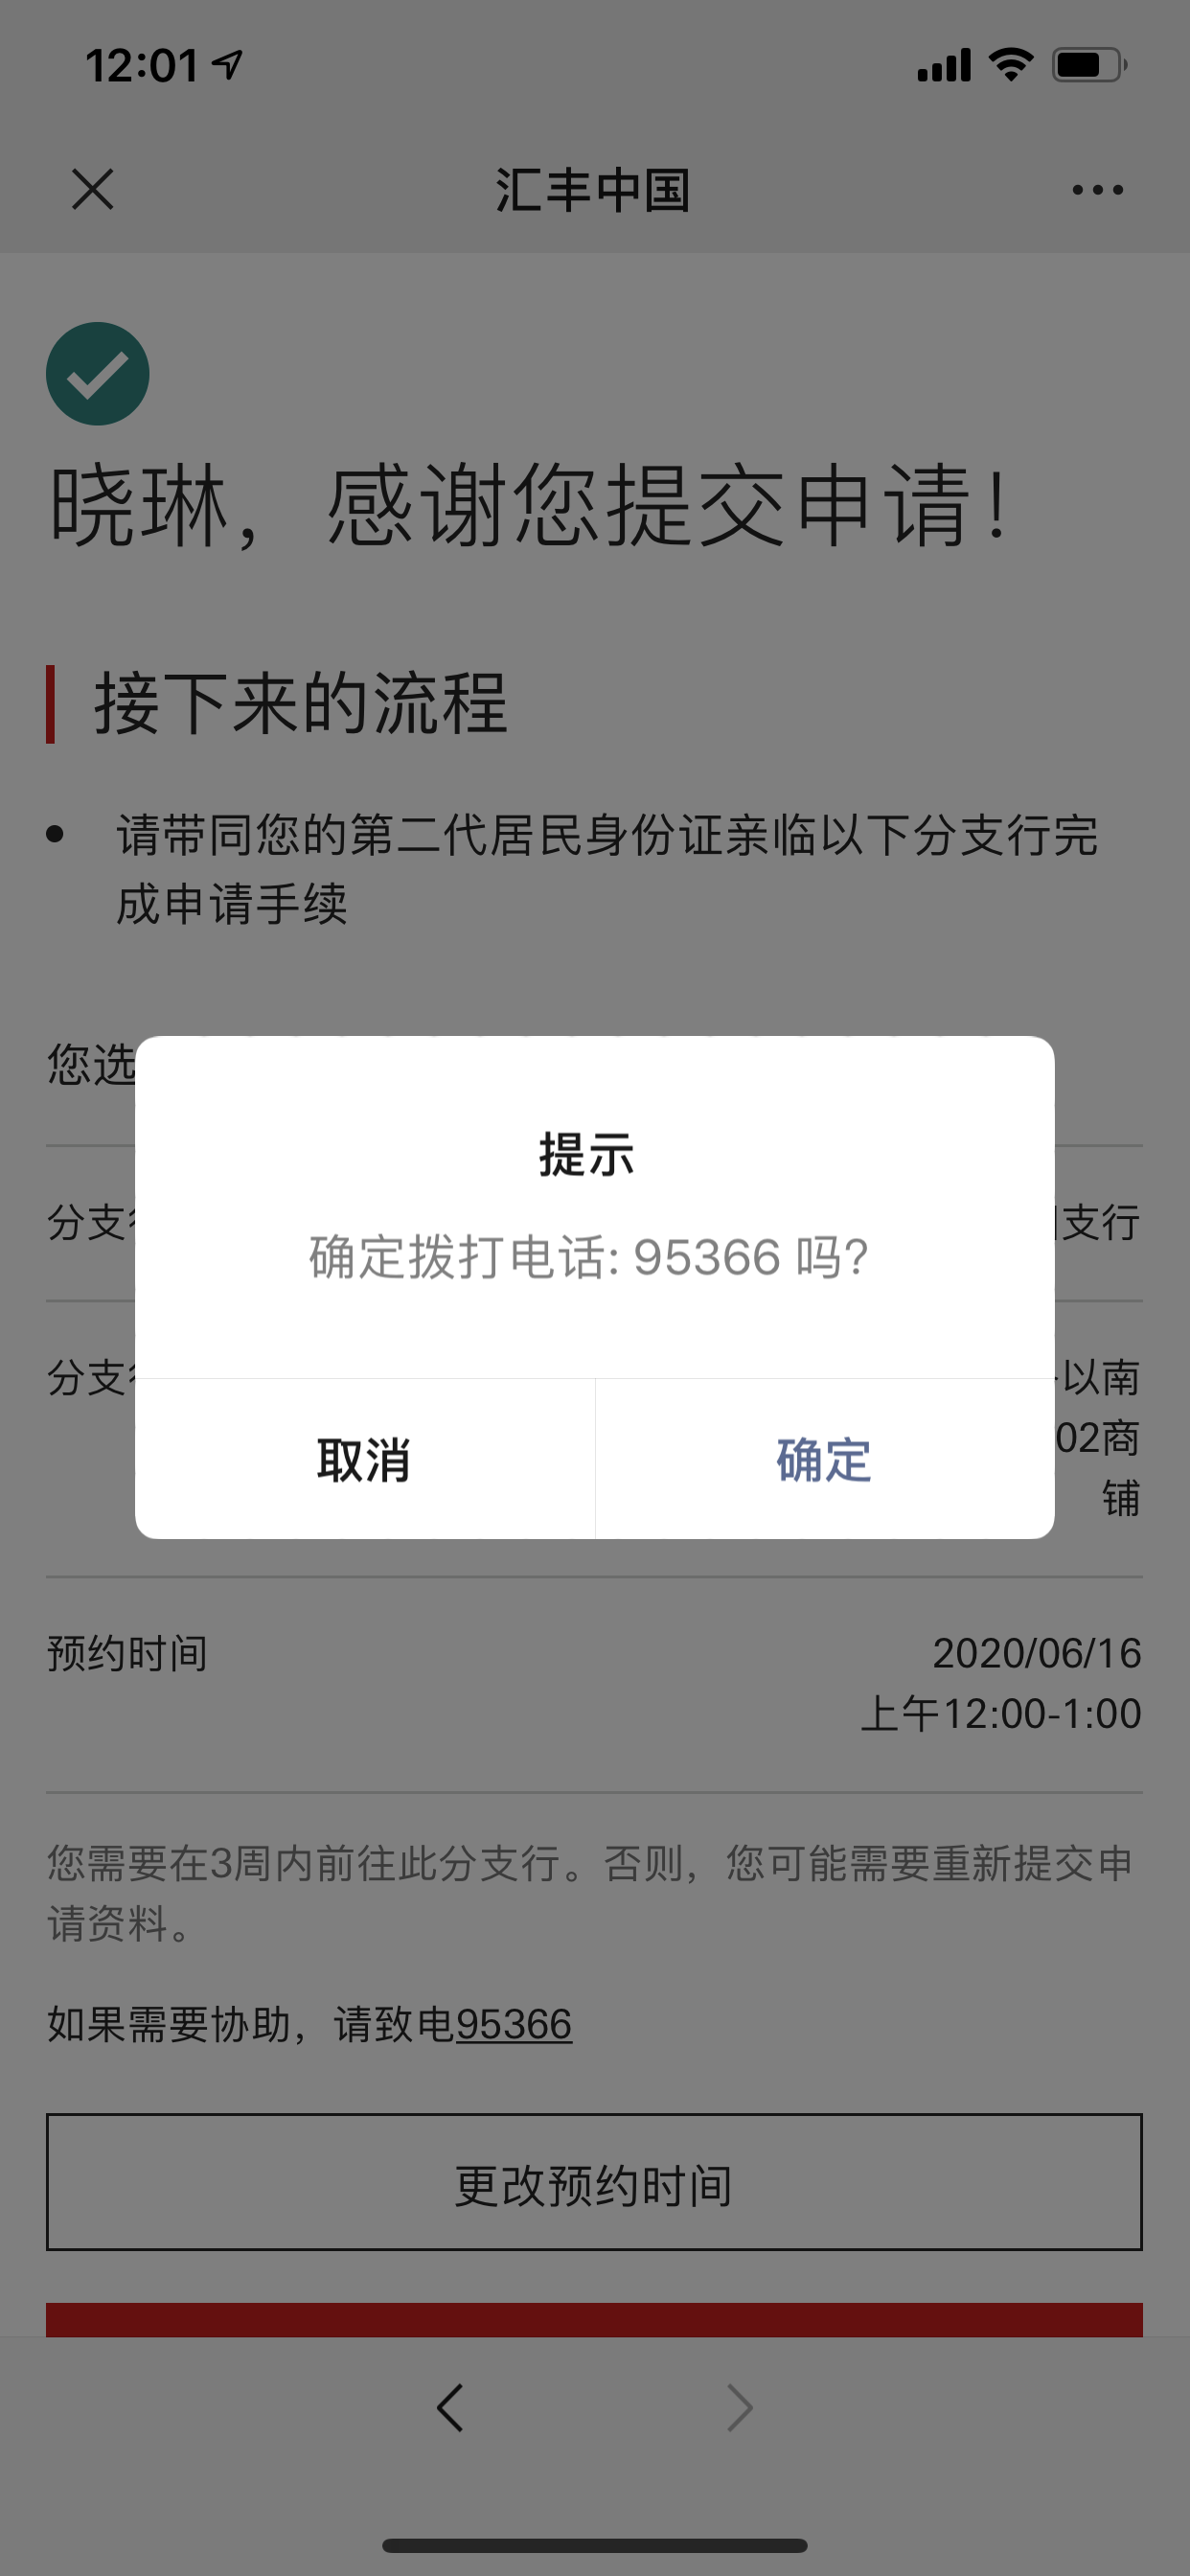 12:01
汇丰中国
晓琳，感谢您提交申请！
接下来的流程
请带同您的第二代居民身份证亲临以下分支行完
成申请手续
您选
提示
分支
支行
确定拨打电话: 95366 吗?
分支
以南
取消
确定
02商
铺
预约时间
2020/06/16
上午12:00-1:00
您需要在3周内前往此分支行。否则，您可能需要重新提交申
请资料。
如果需要协助，请致电95366
更改预约时间